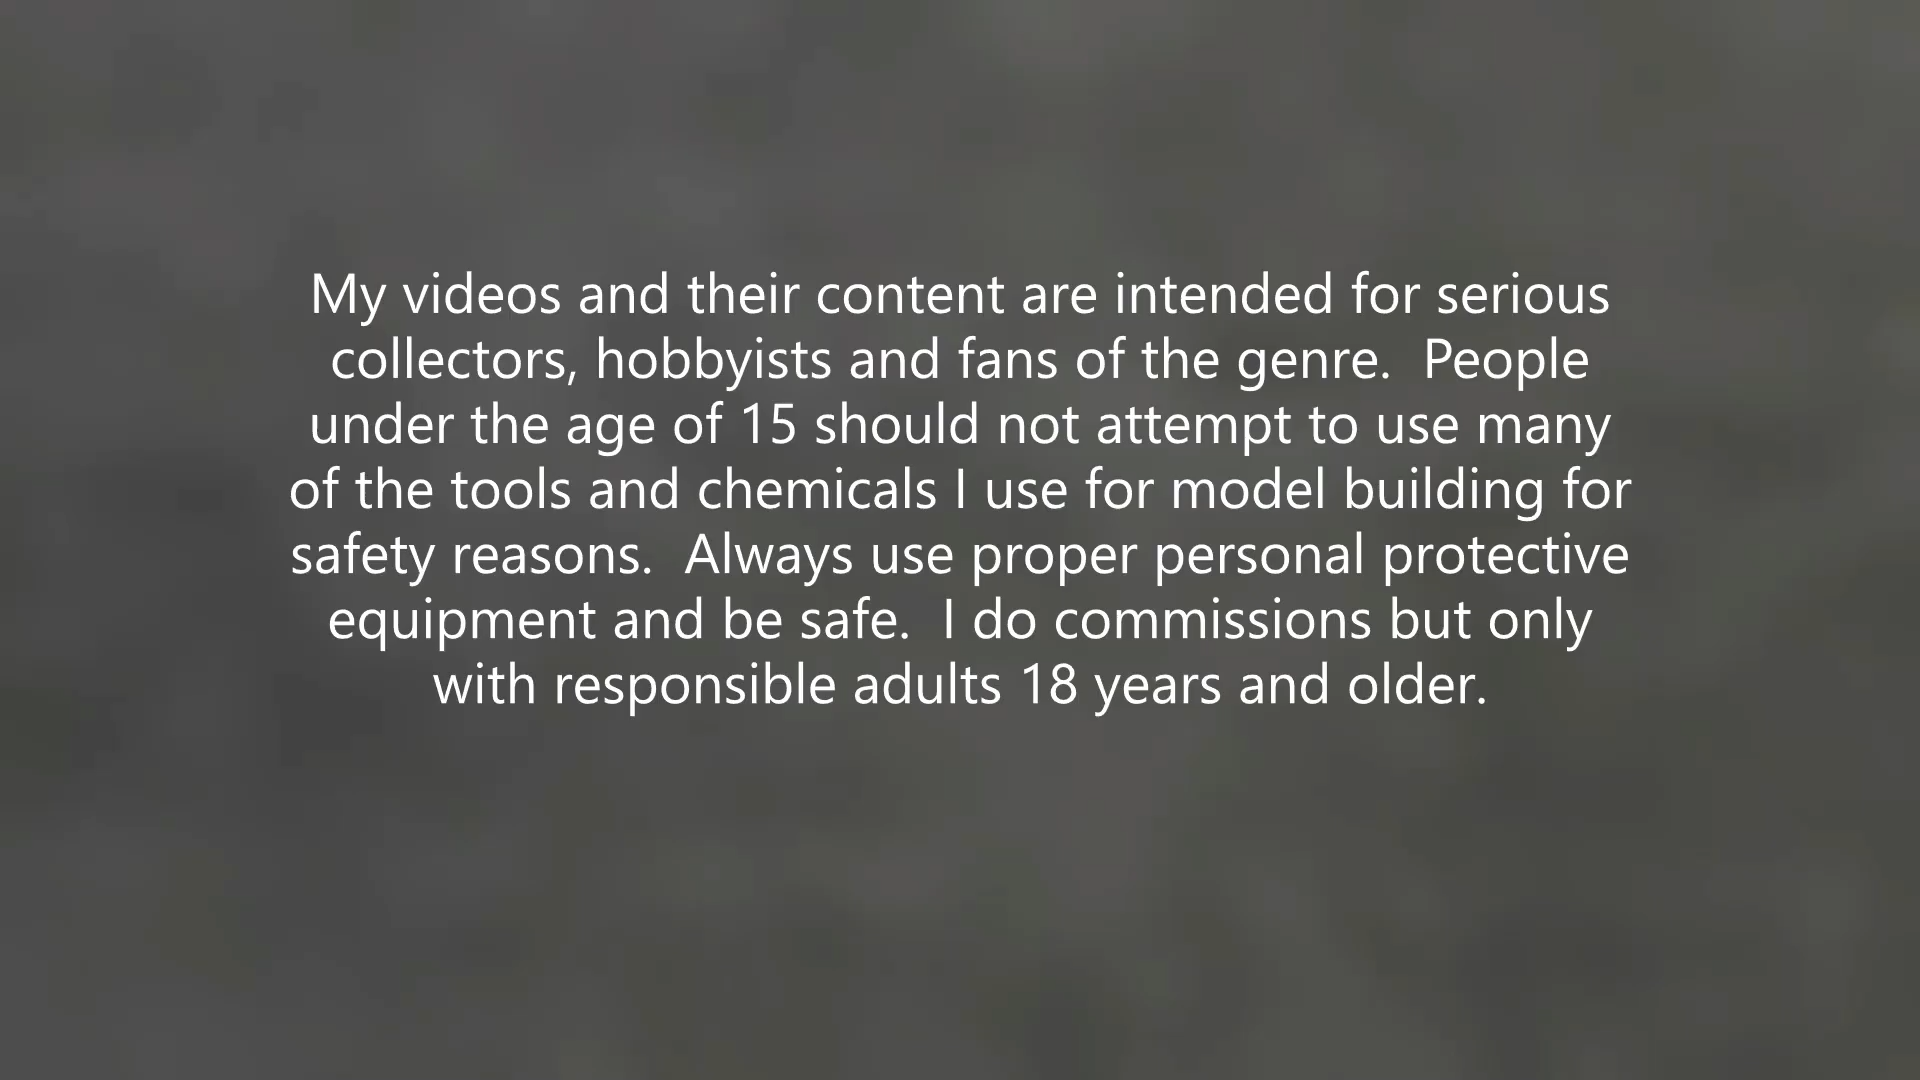 My videos and their content are intended for serious
collectors, hobbyists and fans of the genre.  People
under the age of 15 should not attempt to use many
of the tools and chemicals I use for model building for
safety reasons.  Always use proper personal protective
equipment and be safe.  I do commissions but only
with responsible adults 18 years and older.